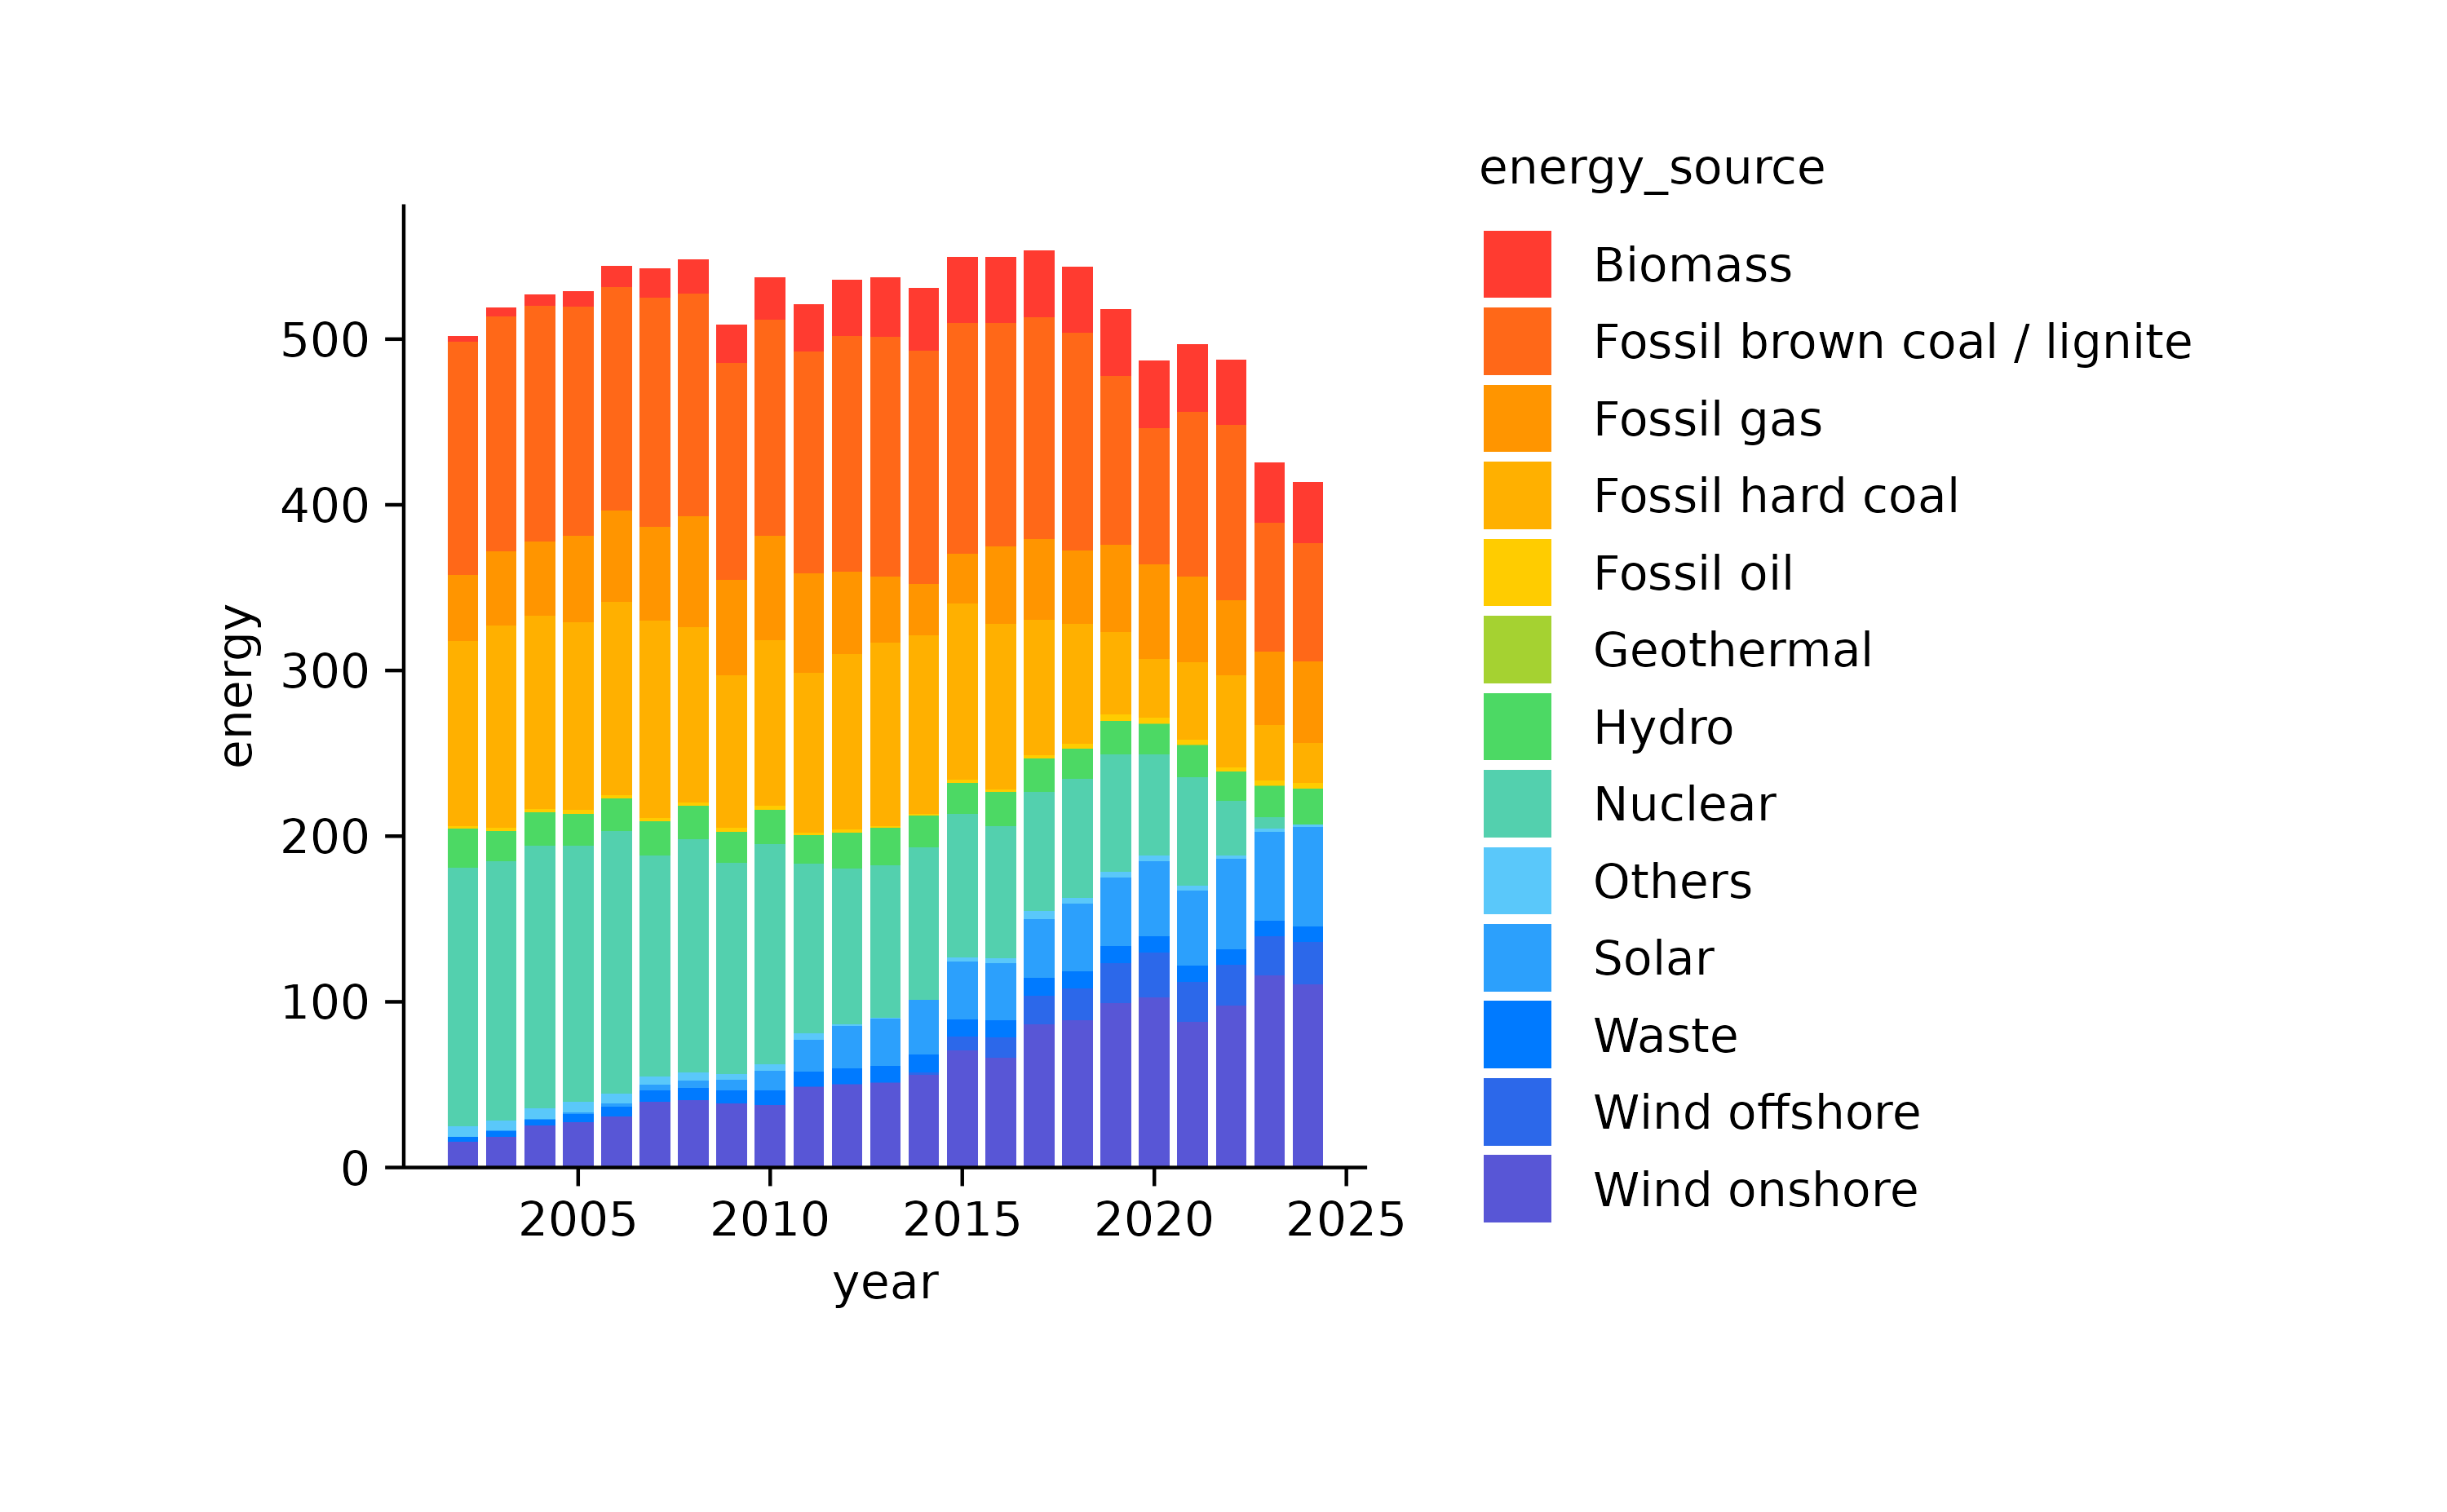 energy_source
Biomass
Fossil brown coal / lignite
Fossil gas
Fossil hard coal
Fossil oil
Geothermal
Hydro
Nuclear
Others
Solar
Waste
Wind offshore
Wind onshore
energy
500
400
300
200
100
0
2005 2010 2015 2020 2025
year